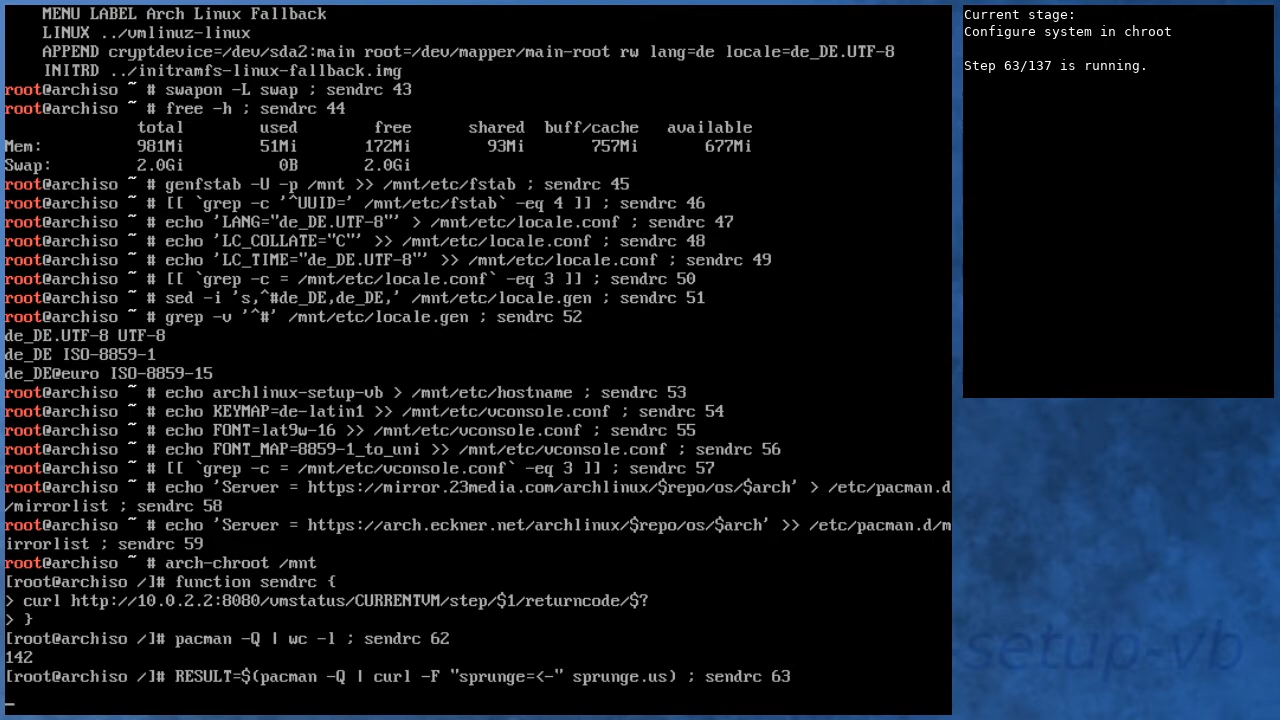 MENU LABEL Arch Linux Fallback
LINUX ../vmlinuz-linux
APPEND cryptdevice=/dev/sda2:main root=/dev/mapper/main-root rw lang=de locale=de_DE.UTF-8
INITRD ../initramfs-linux-fallback.img
root@archiso ~ # swapon -L swap ; sendrc 43
root@archiso ~ # free -h ; sendrc 44
total used free shared buff/cache available
Mem: 981Mi 51Mi 172Mi 93Mi 757Mi 677Mi
Swap: 2.0Gi 0B 2.0Gi
root@archiso ~ # genfstab -U -p /mnt >> /mnt/etc/fstab ; sendrc 45
root@archiso ~ # [[ `grep -c '^UUID=' /mnt/etc/fstab` -eq 4 ]] ; sendrc 46
root@archiso ~ # echo 'LANG="de_DE.UTF-8"' > /mnt/etc/locale.conf ; sendrc 47
root@archiso ~ # echo 'LC_COLLATE="C"' >> /mnt/etc/locale.conf ; sendrc 48
root@archiso ~ # echo 'LC_TIME="de_DE.UTF-8"' >> /mnt/etc/locale.conf ; sendrc 49
root@archiso ~ # [[ `grep -c = /mnt/etc/locale.conf` -eq 3 ]] ; sendrc 50
root@archiso ~ # sed -i 's,^#de_DE,de_DE,' /mnt/etc/locale.gen ; sendrc 51
root@archiso ~ # grep -v '^#' /mnt/etc/locale.gen ; sendrc 52
de_DE.UTF-8 UTF-8
de_DE ISO-8859-1
de_DE@euro ISO-8859-15
root@archiso ~ # echo archlinux-setup-vb > /mnt/etc/hostname ; sendrc 53
root@archiso ~ # echo KEYMAP=de-latin1 >> /mnt/etc/vconsole.conf ; sendrc 54
root@archiso ~ # echo FONT=lat9w-16 >> /mnt/etc/vconsole.conf ; sendrc 55
root@archiso ~ # echo FONT_MAP=8859-1_to_uni >> /mnt/etc/vconsole.conf ; sendrc 56
root@archiso ~ # [[ `grep -c = /mnt/etc/vconsole.conf` -eq 3 ]] ; sendrc 57
root@archiso ~ # echo 'Server = https://mirror.23media.com/archlinux/$repo/os/$arch' > /etc/pacman.d
/mirrorlist ; sendrc 58
root@archiso ~ # echo 'Server = https://arch.eckner.net/archlinux/$repo/os/$arch' >> /etc/pacman.d/m
irrorlist ; sendrc 59
root@archiso ~ # arch-chroot /mnt
[root@archiso /]# function sendrc {
> curl http://10.0.2.2:8080/vmstatus/CURRENTVM/step/$1/returncode/$?
> }
[root@archiso /]# pacman -Q | wc -l ; sendrc 62
142
[root@archiso /]# RESULT=$(pacman -Q | curl -F "sprunge=<-" sprunge.us) ; sendrc 63
_
Current stage:
Configure system in chroot
Step 63/137 is running.
setup-vb